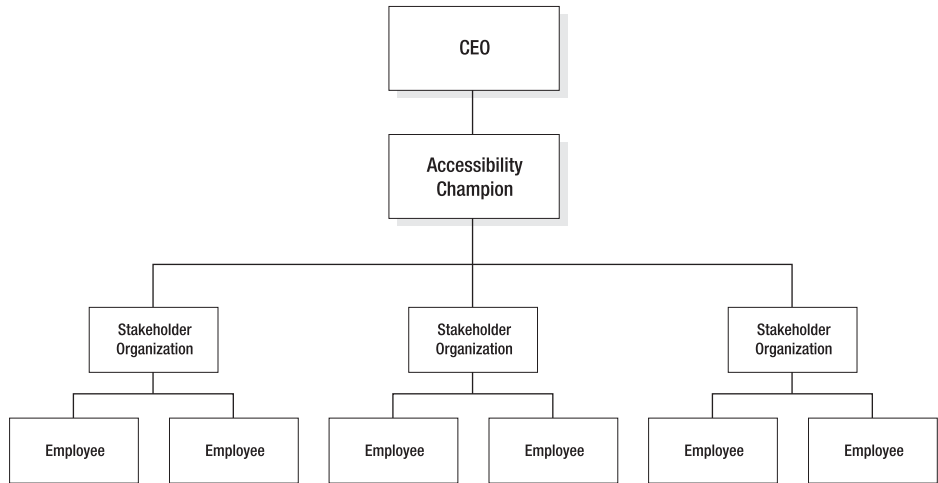 CEO
Accessibility
Champion
Stakeholder
Organization
Stakeholder
Organization
Stakeholder
Organization
Employee
Employee
Employee
Employee
Employee
Employee